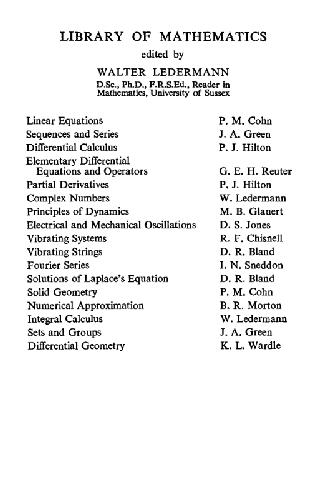 LIBRARY OF MATHEMATICS
edited by
WALTER LEDERMANN
D.Sc., Ph.D., F.R.S.Ed., Reader in
Mathematics, University of Sussex
Linear Equations P. M. Cohn
Sequences and Series J. A. Green
Differential Calculus P. J. Hilton
Elementary Differential
Equations and Operators G. E. H. Reuter
Partial Derivatives P. J. Hilton
Complex Numbers W. Ledermann
Principles of Dynamics M. B. Glauert
Electrical and Mechanical Oscillations D. S. Jones
Vibrating Systems R. F. Chisnell
Vibrating Strings D. R. Bland
Fourier Series I. N. Sneddon
Solutions of Laplace's Equation D. R. Bland
Solid Geometry P. M. Cohn
Numerical Approximation B. R. Morton
Integral Calculus W. Ledermann
Sets and Groups J. A. Green
Differential Geometry K. L. Wardle